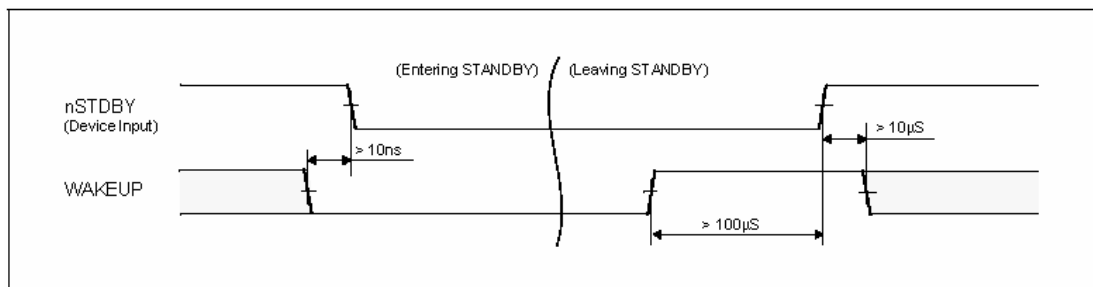 (Entering STANDBY) (Leaving STANDBY)
nSTDBY
(Device Input)
> 10µS
> 10ns
WAKEUP
> 100µS